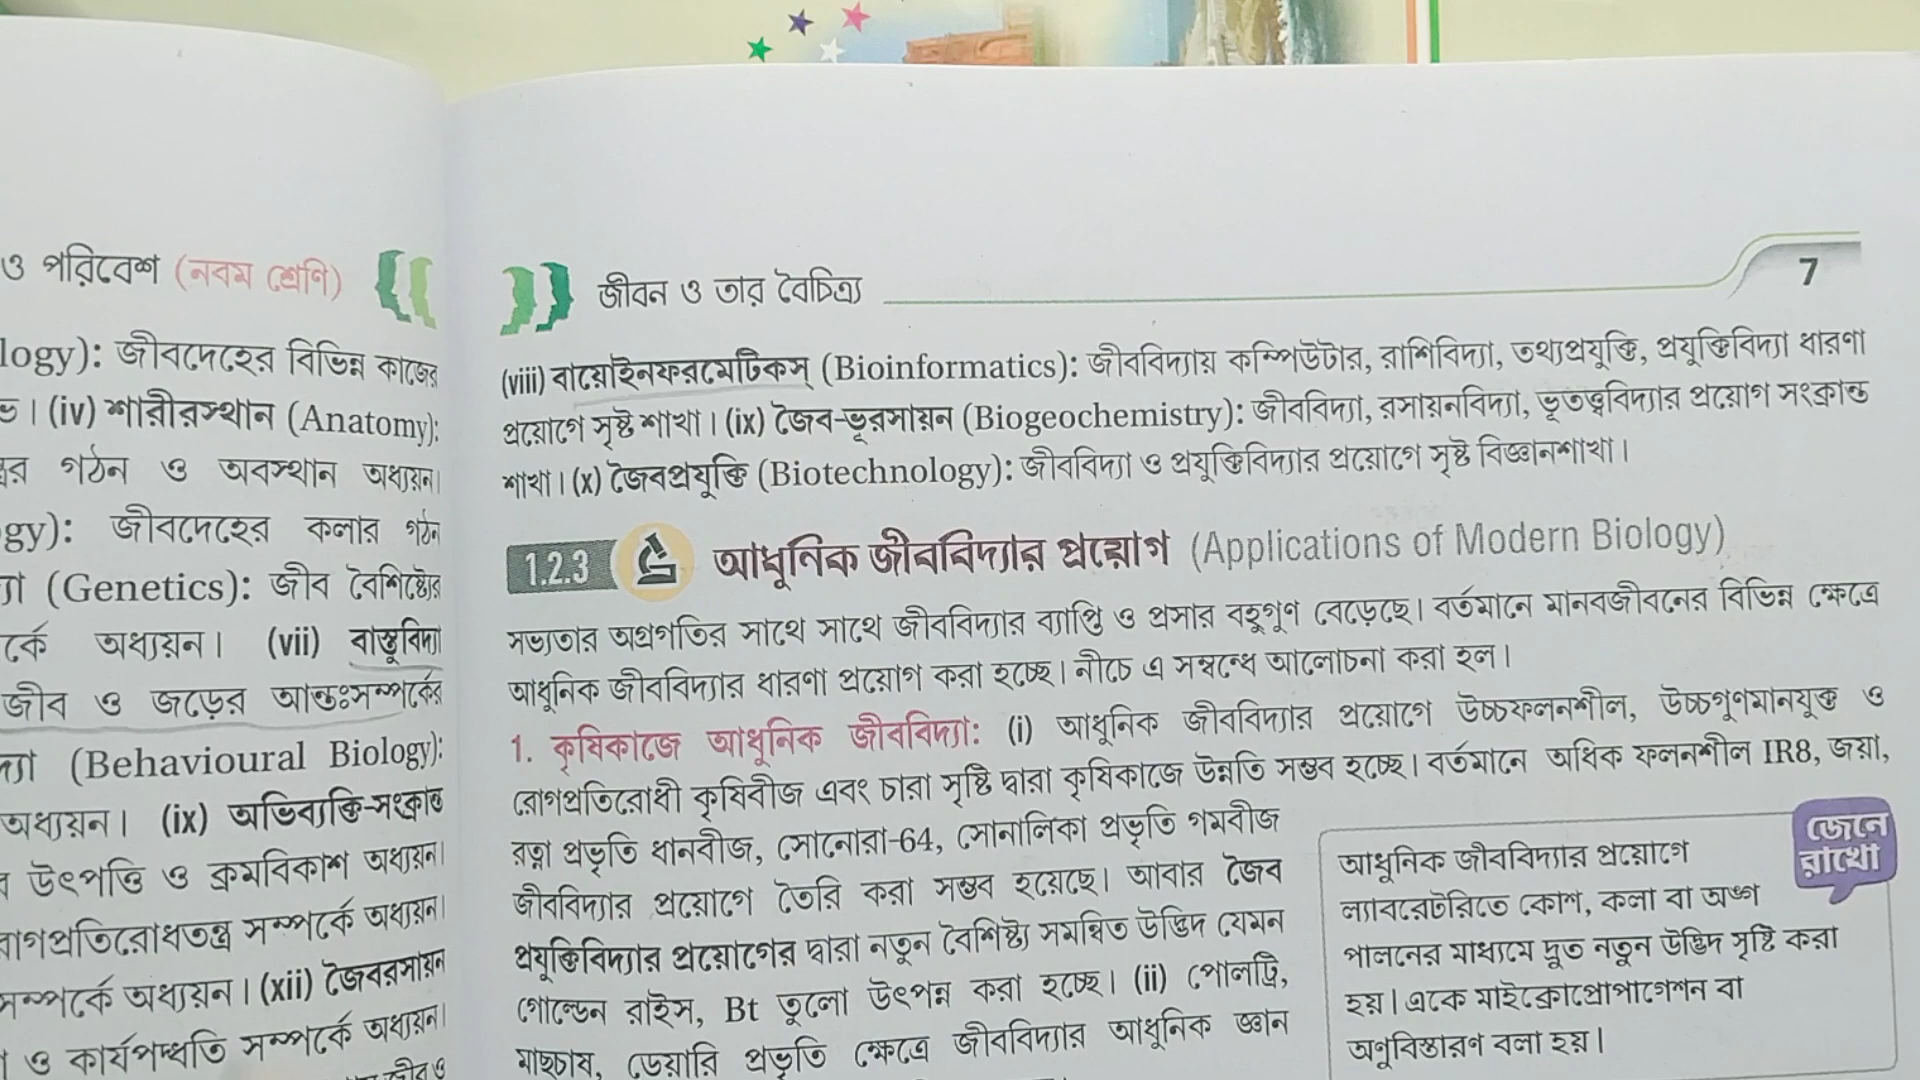 ও পরিবেশ (নবম শ্রেণি)
logy): জীবদেহের বিভিন্ন কাজের
। (iv) শারীরস্থান (Anatomy):
গঠন ও অবস্থান অধ্যয়ন।
gy): জীবদেহের কলার গঠন
(Genetics): জীব বৈশিষ্ট্যের
অধ্যয়ন। (vii) বাস্তুবিদ্যা
জীব ও জড়ের আন্তঃসম্পর্কের
(Behavioural Biology):
অধ্যয়ন। (ix) অভিব্যক্তি-সংক্রান্ত
উৎপত্তি ও ক্রমবিকাশ অধ্যয়ন।
রোগপ্রতিরোধতন্ত্র সম্পর্কে অধ্যয়ন।
সম্পর্কে অধ্যয়ন। (xii) জৈবরসায়ন
ও কার্যপদ্ধতি সম্পর্কে অধ্যয়ন।
জীবন ও তার বৈচিত্র্য
7
(viii) বায়োইনফরমেটিকস্ (Bioinformatics): জীববিদ্যায় কম্পিউটার, রাশিবিদ্যা, তথ্যপ্রযুক্তি, প্রযুক্তিবিদ্যা ধারণা
প্রয়োগে সৃষ্ট শাখা। (ix) জৈব-ভূরসায়ন (Biogeochemistry): জীববিদ্যা, রসায়নবিদ্যা, ভূতত্ত্ববিদ্যার প্রয়োগ সংক্রান্ত
শাখা। (x) জৈবপ্রযুক্তি (Biotechnology): জীববিদ্যা ও প্রযুক্তিবিদ্যার প্রয়োগে সৃষ্ট বিজ্ঞানশাখা।
1.2.3 আধুনিক জীববিদ্যার প্রয়োগ (Applications of Modern Biology)
সভ্যতার অগ্রগতির সাথে সাথে জীববিদ্যার ব্যাপ্তি ও প্রসার বহুগুণ বেড়েছে। বর্তমানে মানবজীবনের বিভিন্ন ক্ষেত্রে
আধুনিক জীববিদ্যার ধারণা প্রয়োগ করা হচ্ছে। নীচে এ সম্বন্ধে আলোচনা করা হল।
1. কৃষিকাজে আধুনিক জীববিদ্যা: (i) আধুনিক জীববিদ্যার প্রয়োগে উচ্চফলনশীল, উচ্চগুণমানযুক্ত ও
রোগপ্রতিরোধী কৃষিবীজ এবং চারা সৃষ্টি দ্বারা কৃষিকাজে উন্নতি সম্ভব হচ্ছে। বর্তমানে অধিক ফলনশীল IR8, জয়া,
রত্না প্রভৃতি ধানবীজ, সোনোরা-64, সোনালিকা প্রভৃতি গমবীজ
জীববিদ্যার প্রয়োগে তৈরি করা সম্ভব হয়েছে। আবার জৈব
প্রযুক্তিবিদ্যার প্রয়োগের দ্বারা নতুন বৈশিষ্ট্য সমন্বিত উদ্ভিদ যেমন
গোল্ডেন রাইস, Bt তুলো উৎপন্ন করা হচ্ছে। (ii) পোলট্রি,
মাছচাষ, ডেয়ারি প্রভৃতি ক্ষেত্রে জীববিদ্যার আধুনিক জ্ঞান
জেনে
রাখো
আধুনিক জীববিদ্যার প্রয়োগে
ল্যাবরেটরিতে কোশ, কলা বা অঙ্গ
পালনের মাধ্যমে দ্রুত নতুন উদ্ভিদ সৃষ্টি করা
হয়। একে মাইক্রোপ্রোপাগেশন বা
অণুবিস্তারণ বলা হয়।